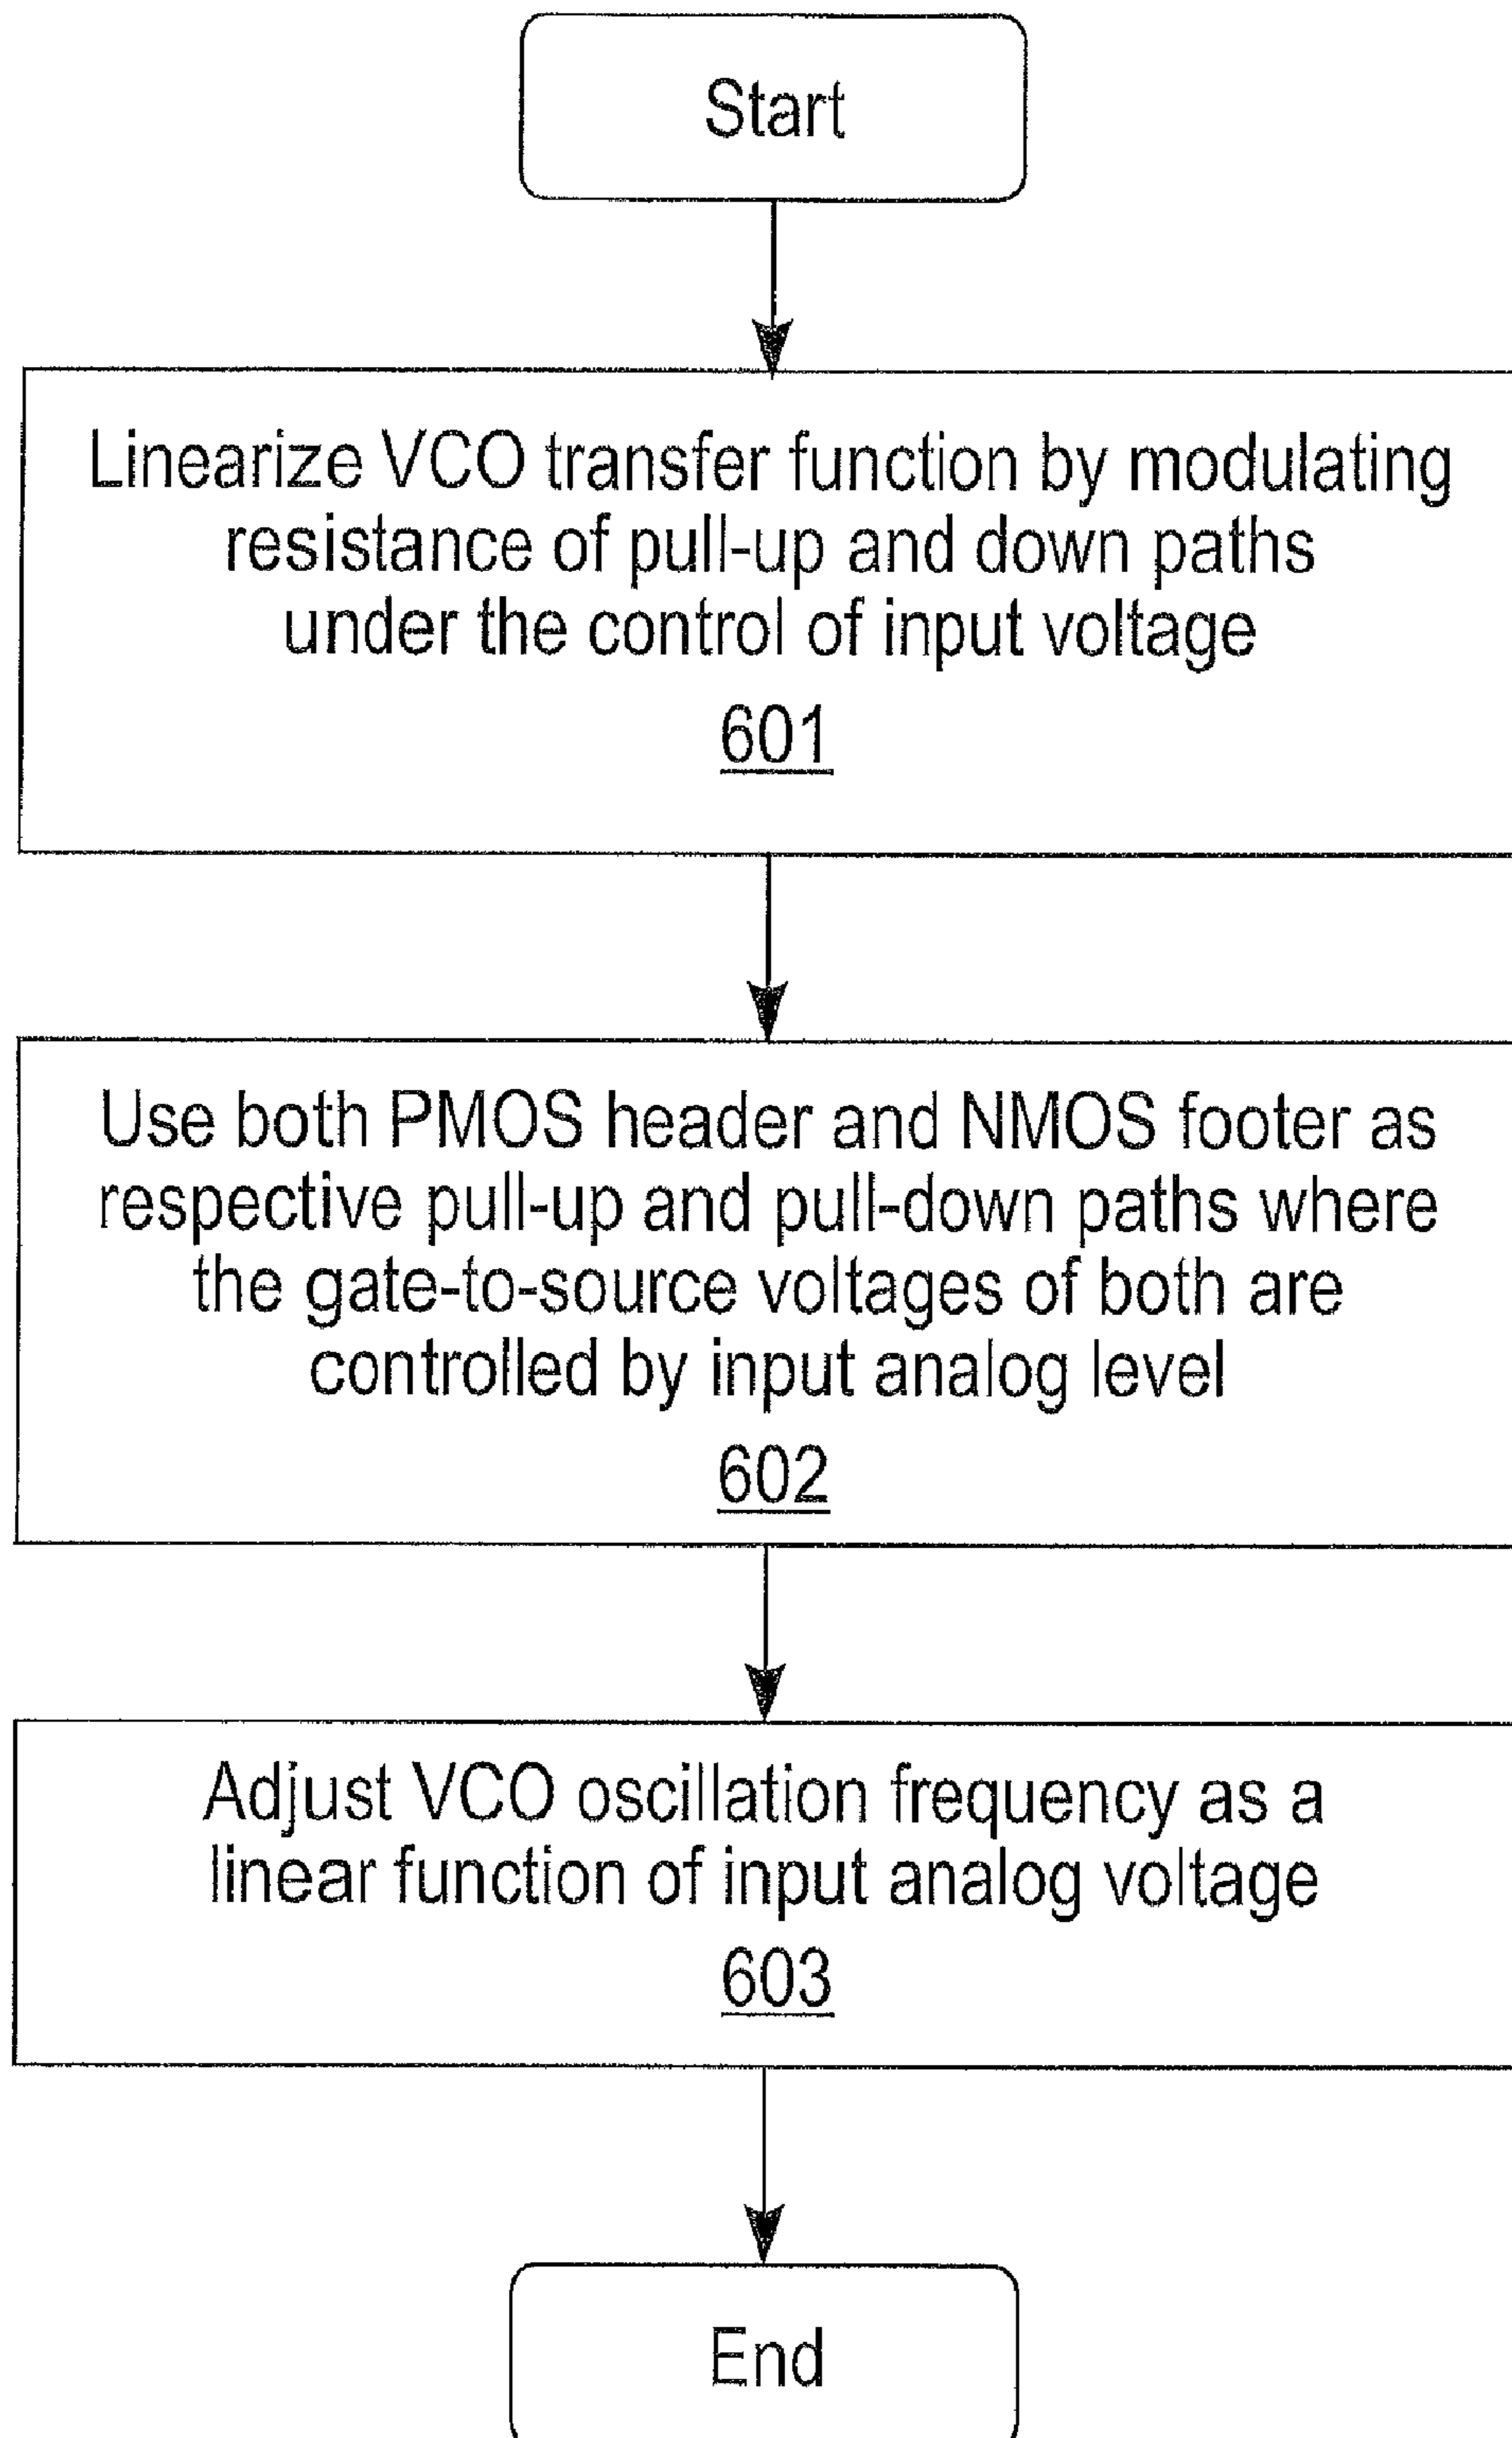 Start
Linearize VCO transfer function by modulating
resistance of pull-up and down paths
under the control of input voltage
601
Use both PMOS header and NMOS footer as
respective pull-up and pull-down paths where
the gate-to-source voltages of both are
controlled by input analog level
602
Adjust VCO oscillation frequency as a
linear function of input analog voltage
603
End